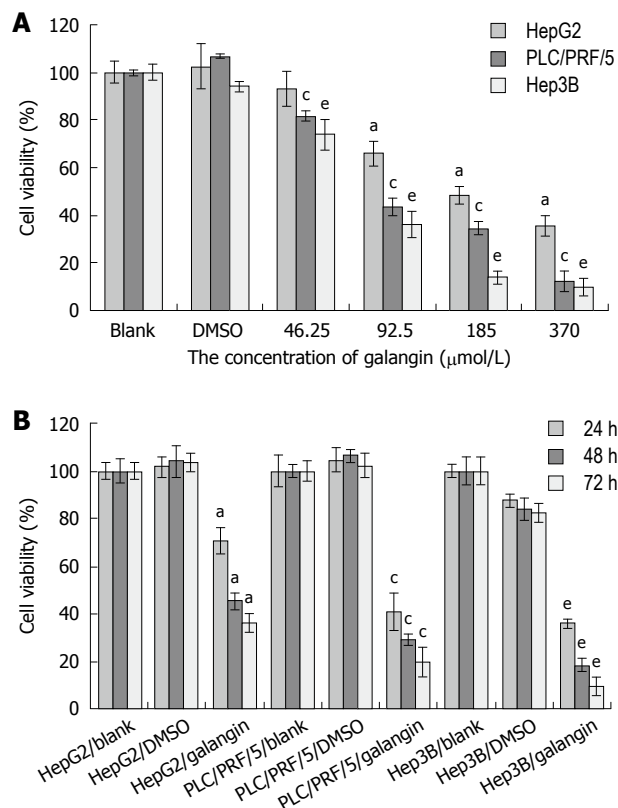 A
HepG2
PLC/PRF/5
Hep3B
Cell viability (%)
120
100
80
60
40
20
0
c
e
a
c
e
a
c
e
a
c
e
Blank
DMSO
46.25
92.5
185
370
The concentration of galangin (μmol/L)
B
24 h
48 h
72 h
Cell viability (%)
120
100
80
60
40
20
0
a
a
a
c
c
c
e
e
e
HepG2/blank
HepG2/DMSO
HepG2/galangin
PLC/PRF/5/blank
PLC/PRF/5/DMSO
PLC/PRF/5/galangin
Hep3B/blank
Hep3B/DMSO
Hep3B/galangin